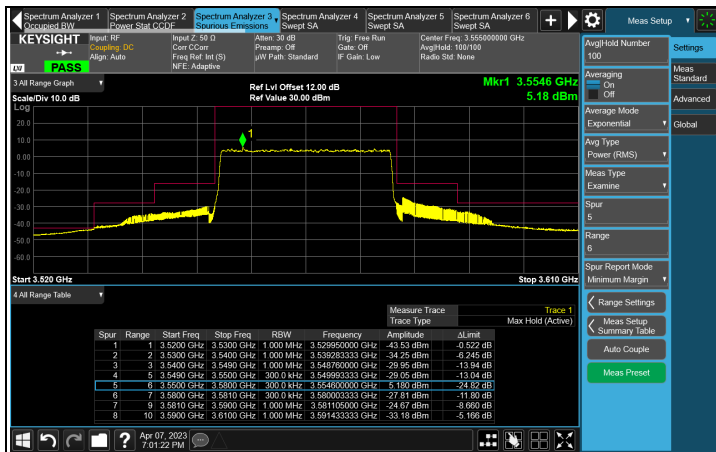 Spectrum Analyzer 1
Occupied BW
Spectrum Analyzer 2
Power Stat CCDF
Spectrum Analyzer 3
Spurious Emissions
Spectrum Analyzer 4
Swept SA
Spectrum Analyzer 5
Swept SA
Spectrum Analyzer 6
Swept SA
Meas Setup
KEYSIGHT
LXI
PASS
Input: RF
Coupling: DC
Align: Auto
Input Z: 50 Ω
Corr CCorr
Freq Ref: Int (S)
NFE: Adaptive
Atten: 30 dB
Preamp: Off
µW Path: Standard
Trig: Free Run
Gate: Off
IF Gain: Low
Center Freq: 3.555000000 GHz
Avg|Hold: 100/100
Radio Std: None
3 All Range Graph
Scale/Div 10.0 dB
Ref Lvl Offset 12.00 dB
Ref Value 30.00 dBm
Mkr1 3.5546 GHz
5.18 dBm
Log
20.0
10.0
0.00
-10.0
-20.0
-30.0
-40.0
-50.0
-60.0
1
Start 3.520 GHz
Stop 3.610 GHz
4 All Range Table
Measure Trace Trace 1
Trace Type Max Hold (Active)
Spur Range Start Freq Stop Freq RBW Frequency Amplitude ΔLimit
1 1 3.5200 GHz 3.5300 GHz 1.000 MHz 3.529950000 GHz -43.53 dBm -0.522 dB
2 2 3.5300 GHz 3.5400 GHz 1.000 MHz 3.539283333 GHz -34.25 dBm -6.245 dB
3 3 3.5400 GHz 3.5490 GHz 1.000 MHz 3.548760000 GHz -29.95 dBm -13.94 dB
4 5 3.5490 GHz 3.5500 GHz 300.0 kHz 3.549993333 GHz -29.05 dBm -13.04 dB
5 6 3.5500 GHz 3.5800 GHz 300.0 kHz 3.554600000 GHz 5.180 dBm -24.82 dB
6 7 3.5800 GHz 3.5810 GHz 300.0 kHz 3.580003333 GHz -27.81 dBm -11.80 dB
7 9 3.5810 GHz 3.5900 GHz 1.000 MHz 3.581105000 GHz -24.67 dBm -8.660 dB
8 10 3.5900 GHz 3.6100 GHz 1.000 MHz 3.591433333 GHz -33.18 dBm -5.166 dB
Avg|Hold Number
100
Averaging
On
Off
Average Mode
Exponential
Avg Type
Power (RMS)
Meas Type
Examine
Spur
5
Range
6
Spur Report Mode
Minimum Margin
Range Settings
Meas Setup
Summary Table
Auto Couple
Meas Preset
Settings
Meas
Standard
Advanced
Global
?
Apr 07, 2023
7:01:22 PM